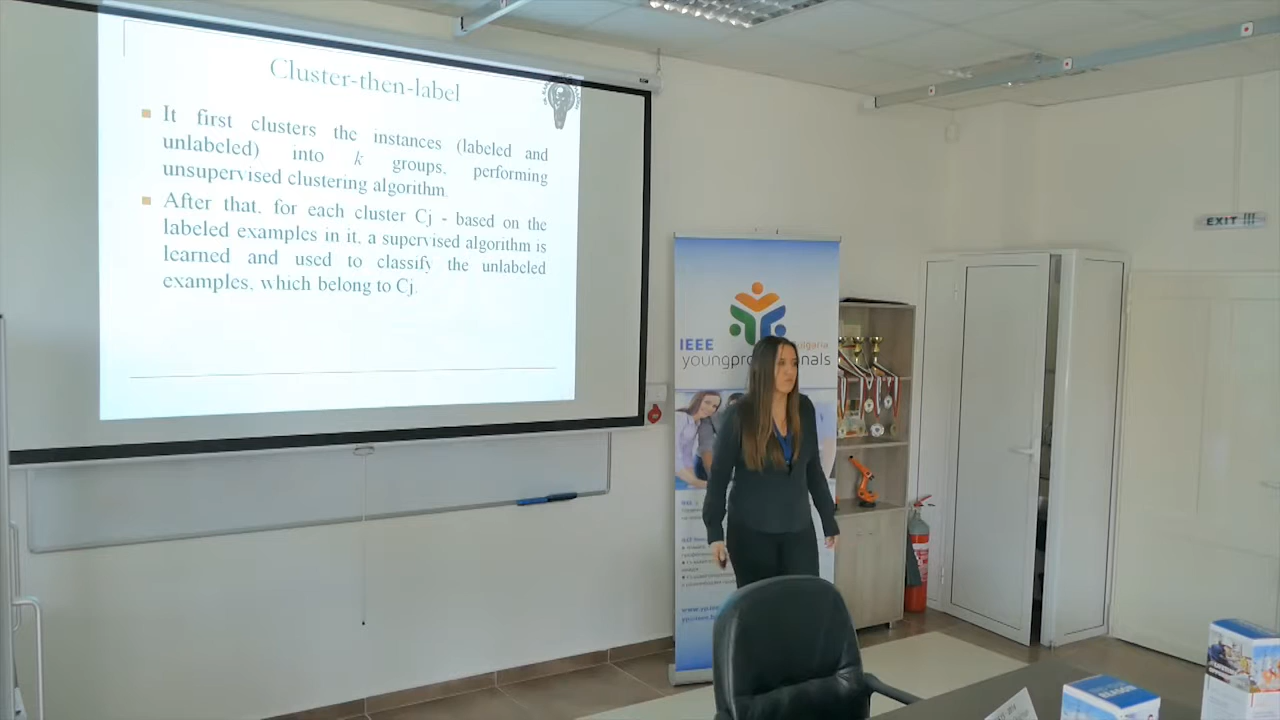 Cluster-then-label
It first clusters the instances (labeled and
unlabeled) into k groups, performing
unsupervised clustering algorithm.
After that, for each cluster Cj - based on the
labeled examples in it, a supervised algorithm is
learned and used to classify the unlabeled
examples, which belong to Cj.
EXIT
IEEE